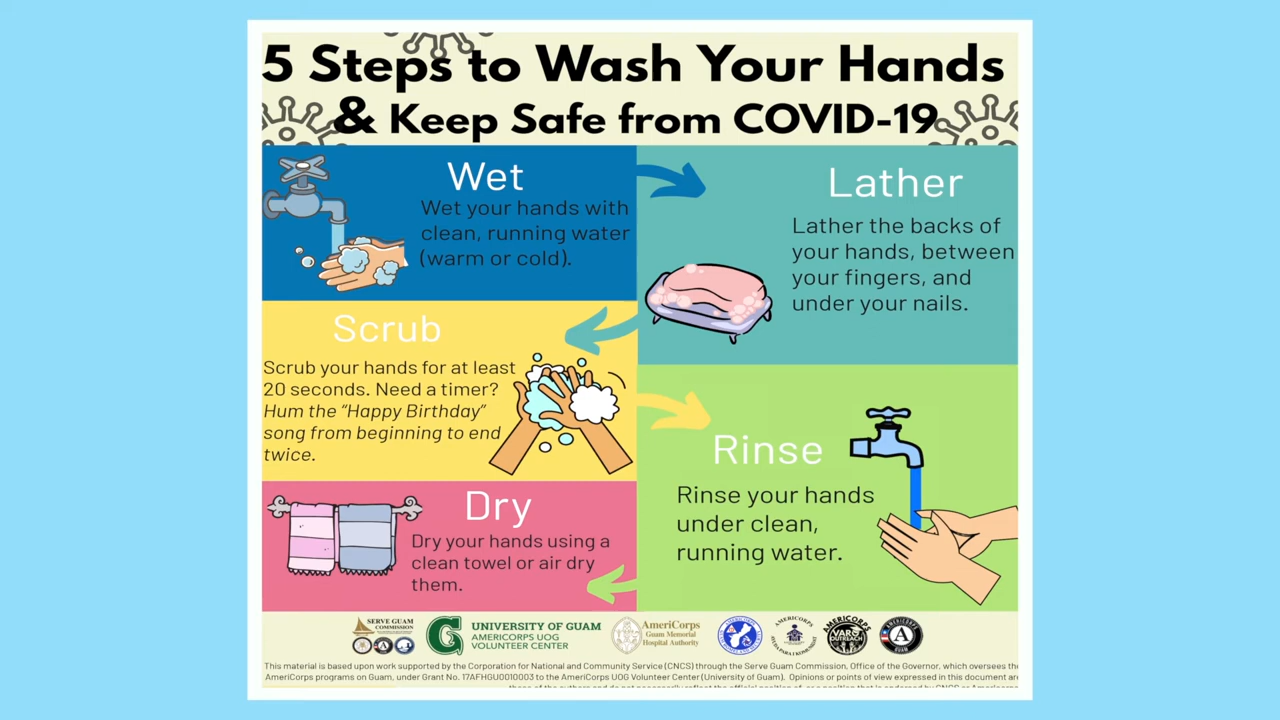 5 Steps to Wash Your Hands
& Keep Safe from COVID-19
Wet
Wet your hands with
clean, running water
(warm or cold).
Lather
Lather the backs of
your hands, between
your fingers, and
under your nails.
Scrub
Scrub your hands for at least
20 seconds. Need a timer?
Hum the “Happy Birthday”
song from beginning to end
twice.
Rinse
Rinse your hands
under clean,
running water.
Dry
Dry your hands using a
clean towel or air dry
them.
SERVE GUAM
COMMISSION
G
UNIVERSITY OF GUAM
AMERICORPS UOG
VOLUNTEER CENTER
AmeriCorps
Guam Memorial
Hospital Authority
AMERICORPS
AMERICORPS
VARO
OUTREACH
AMERICORPS
A
GUAM
This material is based upon work supported by the Corporation for National and Community Service (CNCS) through the Serve Guam Commission, Office of the Governor, which oversees the
AmeriCorps programs on Guam, under Grant No. 17AFHGU0010003 to the AmeriCorps UOG Volunteer Center (University of Guam). Opinions or points of view expressed in this document are